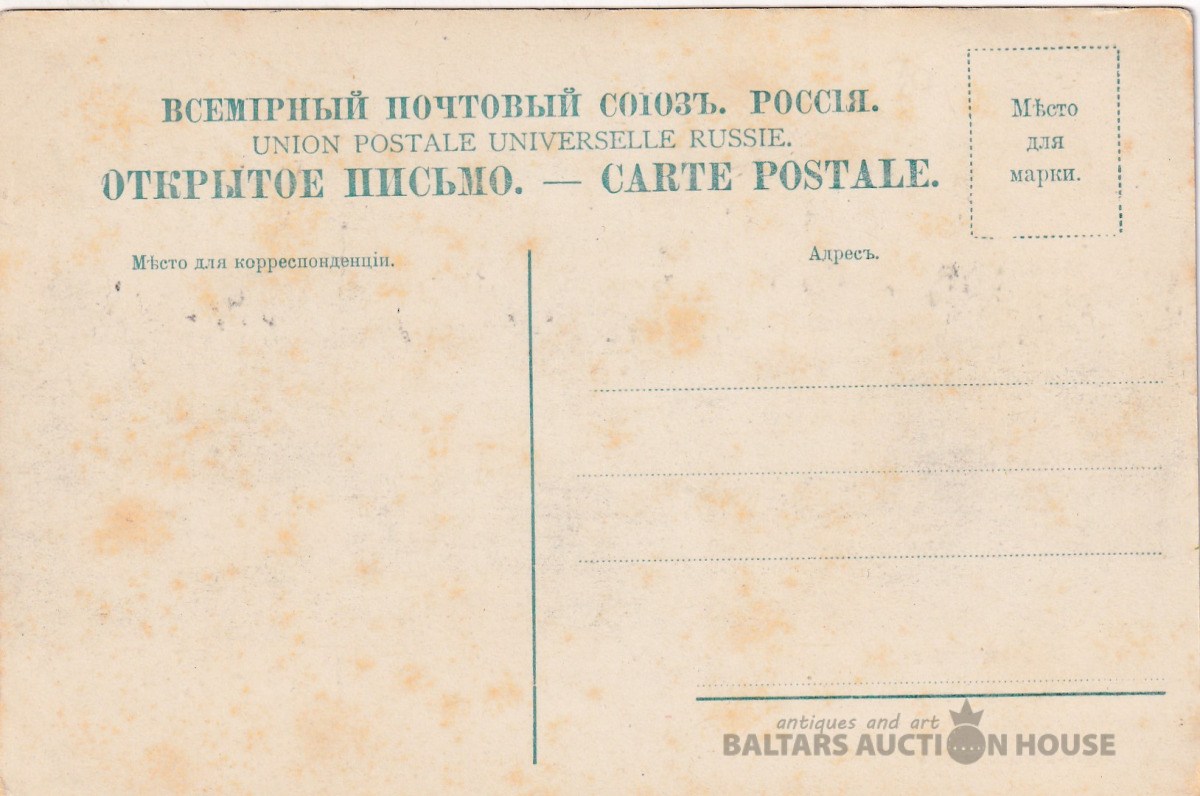 ВСЕМІРНЫЙ ПОЧТОВЫЙ СОЮЗЪ. РОССІЯ.
UNION POSTALE UNIVERSELLE RUSSIE.
ОТКРЫТОЕ ПИСЬМО. — CARTE POSTALE.
Мѣсто
для
марки.
Мѣсто для корреспонденціи.
Адресъ.
antiques and art
BALTARS AUCTION HOUSE